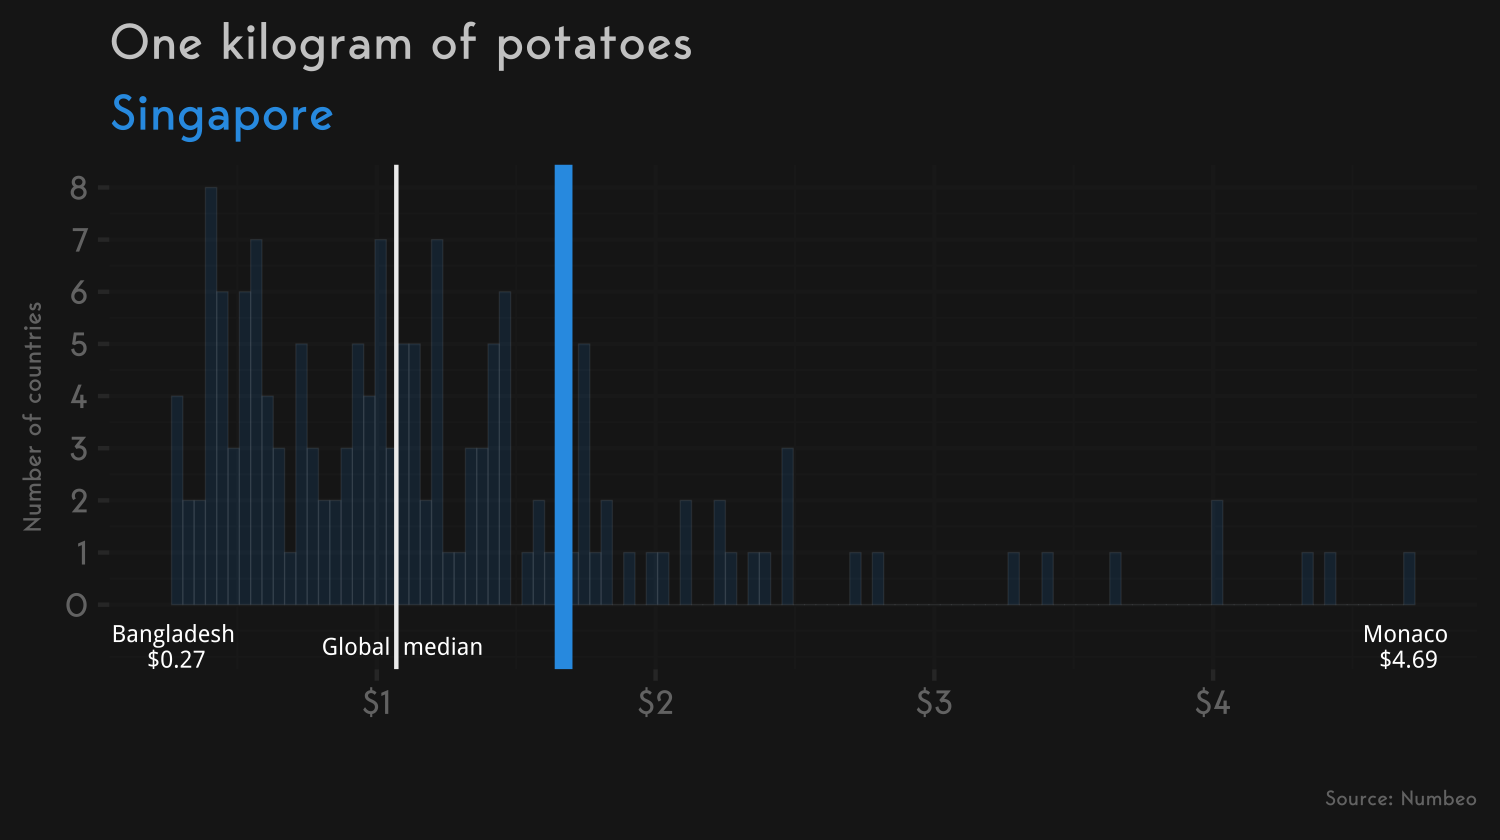 One kilogram of potatoes
Singapore
Number of countries
8
7
6
5
4
3
2
1
0
Bangladesh
$0.27
Global median
Monaco
$4.69
$1
$2
$3
$4
Source: Numbeo